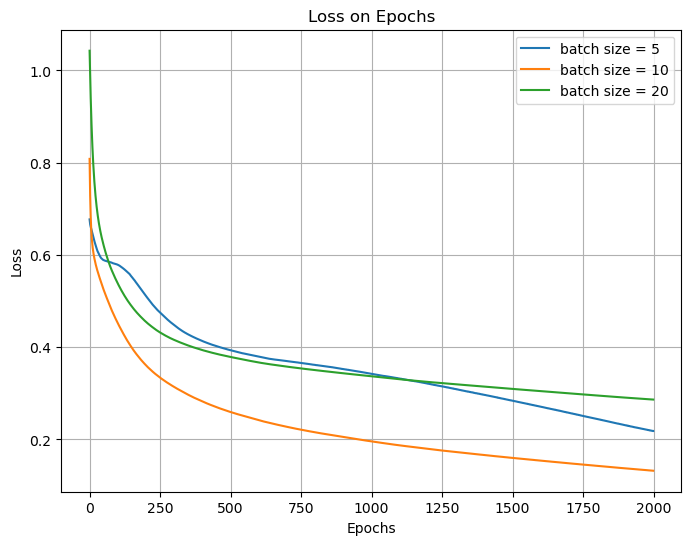 Loss on Epochs
batch size = 5
batch size = 10
batch size = 20
Loss
1.0
0.8
0.6
0.4
0.2
0 250 500 750 1000 1250 1500 1750 2000
Epochs